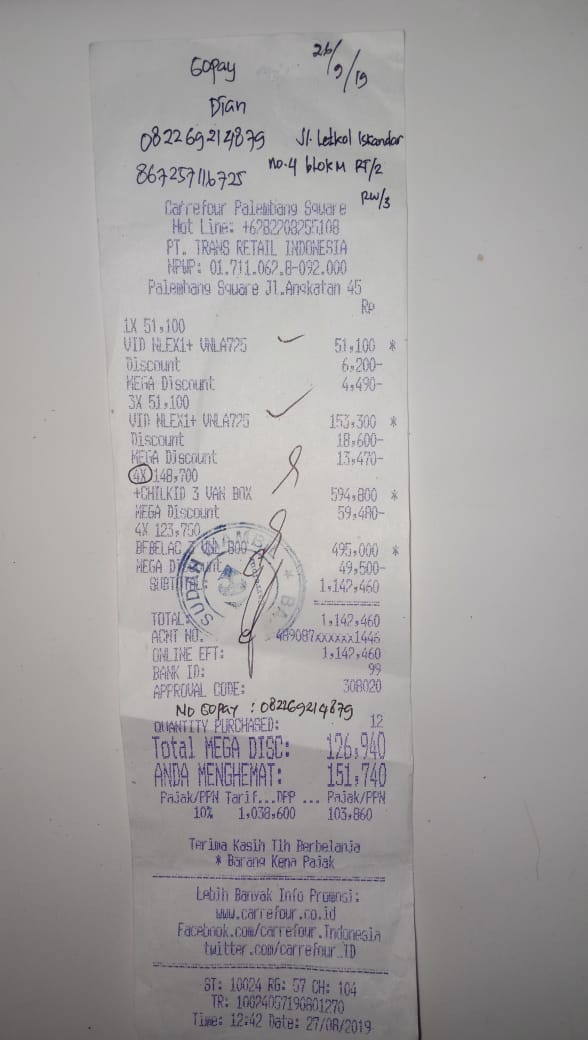 Gopay 26/9/19
Dian
082269214879 Jl. Letkol Iskandar
867257116725 no.4 blok M RT/2
RW/3
Carrefour Palembang Square
Hot Line: +6282208255108
PT. TRANS RETAIL INDONESIA
NPWP: 01.711.062.8-092.000
Palembang Square Jl.Angkatan 45
Rp
1X 51,100
VID NLEX1+ VNLA725 51,100 *
Discount 6,200-
MEGA Discount 4,490-
3X 51,100
VID NLEX1+ VNLA725 153,300 *
Discount 18,600-
MEGA Discount 13,470-
4X 148,700
+CHILKID 3 VAN BOX 594,800 *
MEGA Discount 59,480-
4X 123,750
BEBELAC 3 VNL 800 495,000 *
MEGA Discount 49,500-
SUBTOTAL: 1,142,460
TOTAL 1,142,460
ACNT NO. 489087xxxxxx1446
ONLINE EFT: 1,142,460
BANK ID: 99
APPROVAL CODE: 308020
No Gopay : 082269214879
QUANTITY PURCHASED: 12
Total MEGA DISC: 126,940
ANDA MENGHEMAT: 151,740
Pajak/PPN Tarif...DPP ... Pajak/PPN
10% 1,038,600 103,860
Terima Kasih Tlh Berbelanja
* Barang Kena Pajak
Lebih Banyak Info Promosi:
www.carrefour.co.id
Facebook.com/carrefour.Indonesia
twitter.com/carrefour_ID
ST: 10024 RG: 57 CH: 104
TR: 10024057190801270
Time: 12:42 Date: 27/08/2019